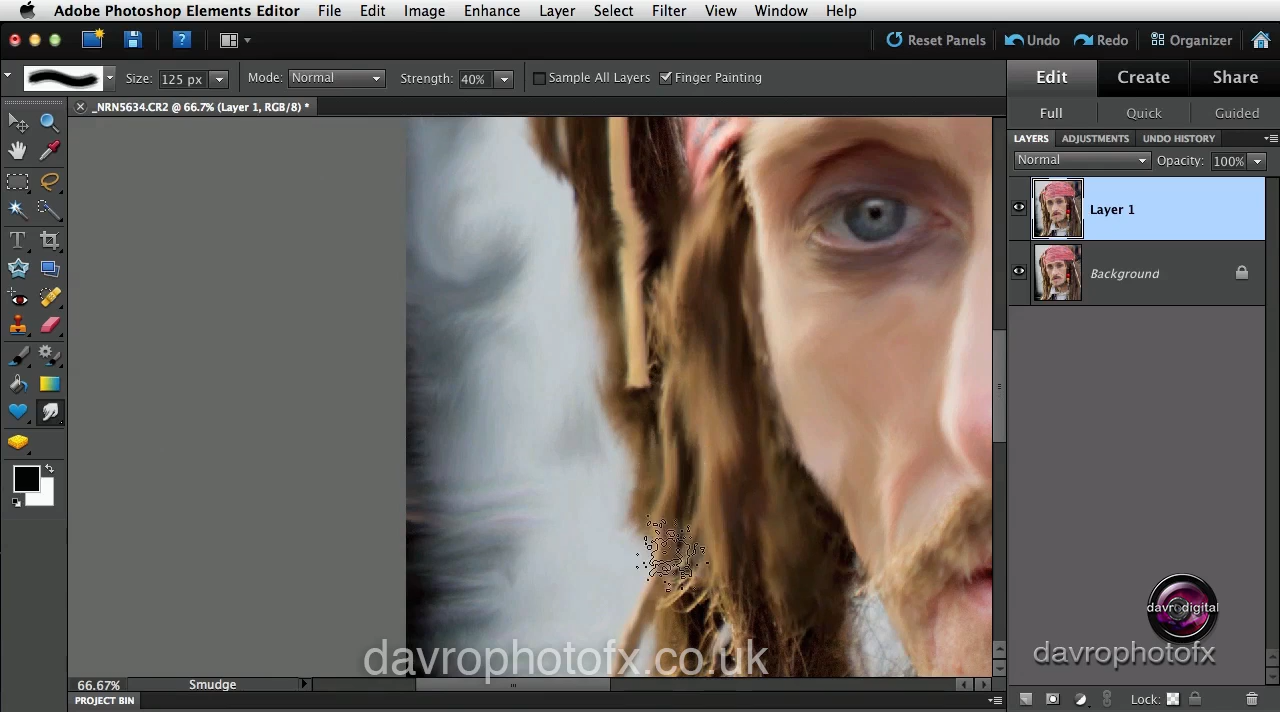 Adobe Photoshop Elements Editor File Edit Image Enhance Layer Select Filter View Window Help
? Reset Panels Undo Redo Organizer
Size: 125 px Mode: Normal Strength: 40% Sample All Layers Finger Painting
Edit Create Share
_NRN5634.CR2 @ 66.7% (Layer 1, RGB/8) *
Full Quick Guided
LAYERS ADJUSTMENTS UNDO HISTORY
Normal Opacity: 100%
Layer 1
T
Background
davro digital
davrophotofx
davrophotofx.co.uk
66.67% Smudge
PROJECT BIN
Lock: